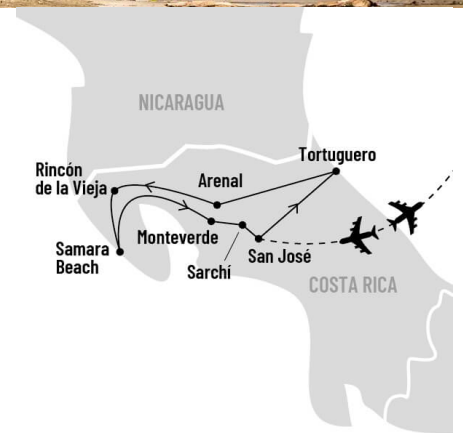 NICARAGUA
Tortuguero
Rincón
de la Vieja
Arenal
Monteverde
Samara
Beach
Sarchí
San José
COSTA RICA